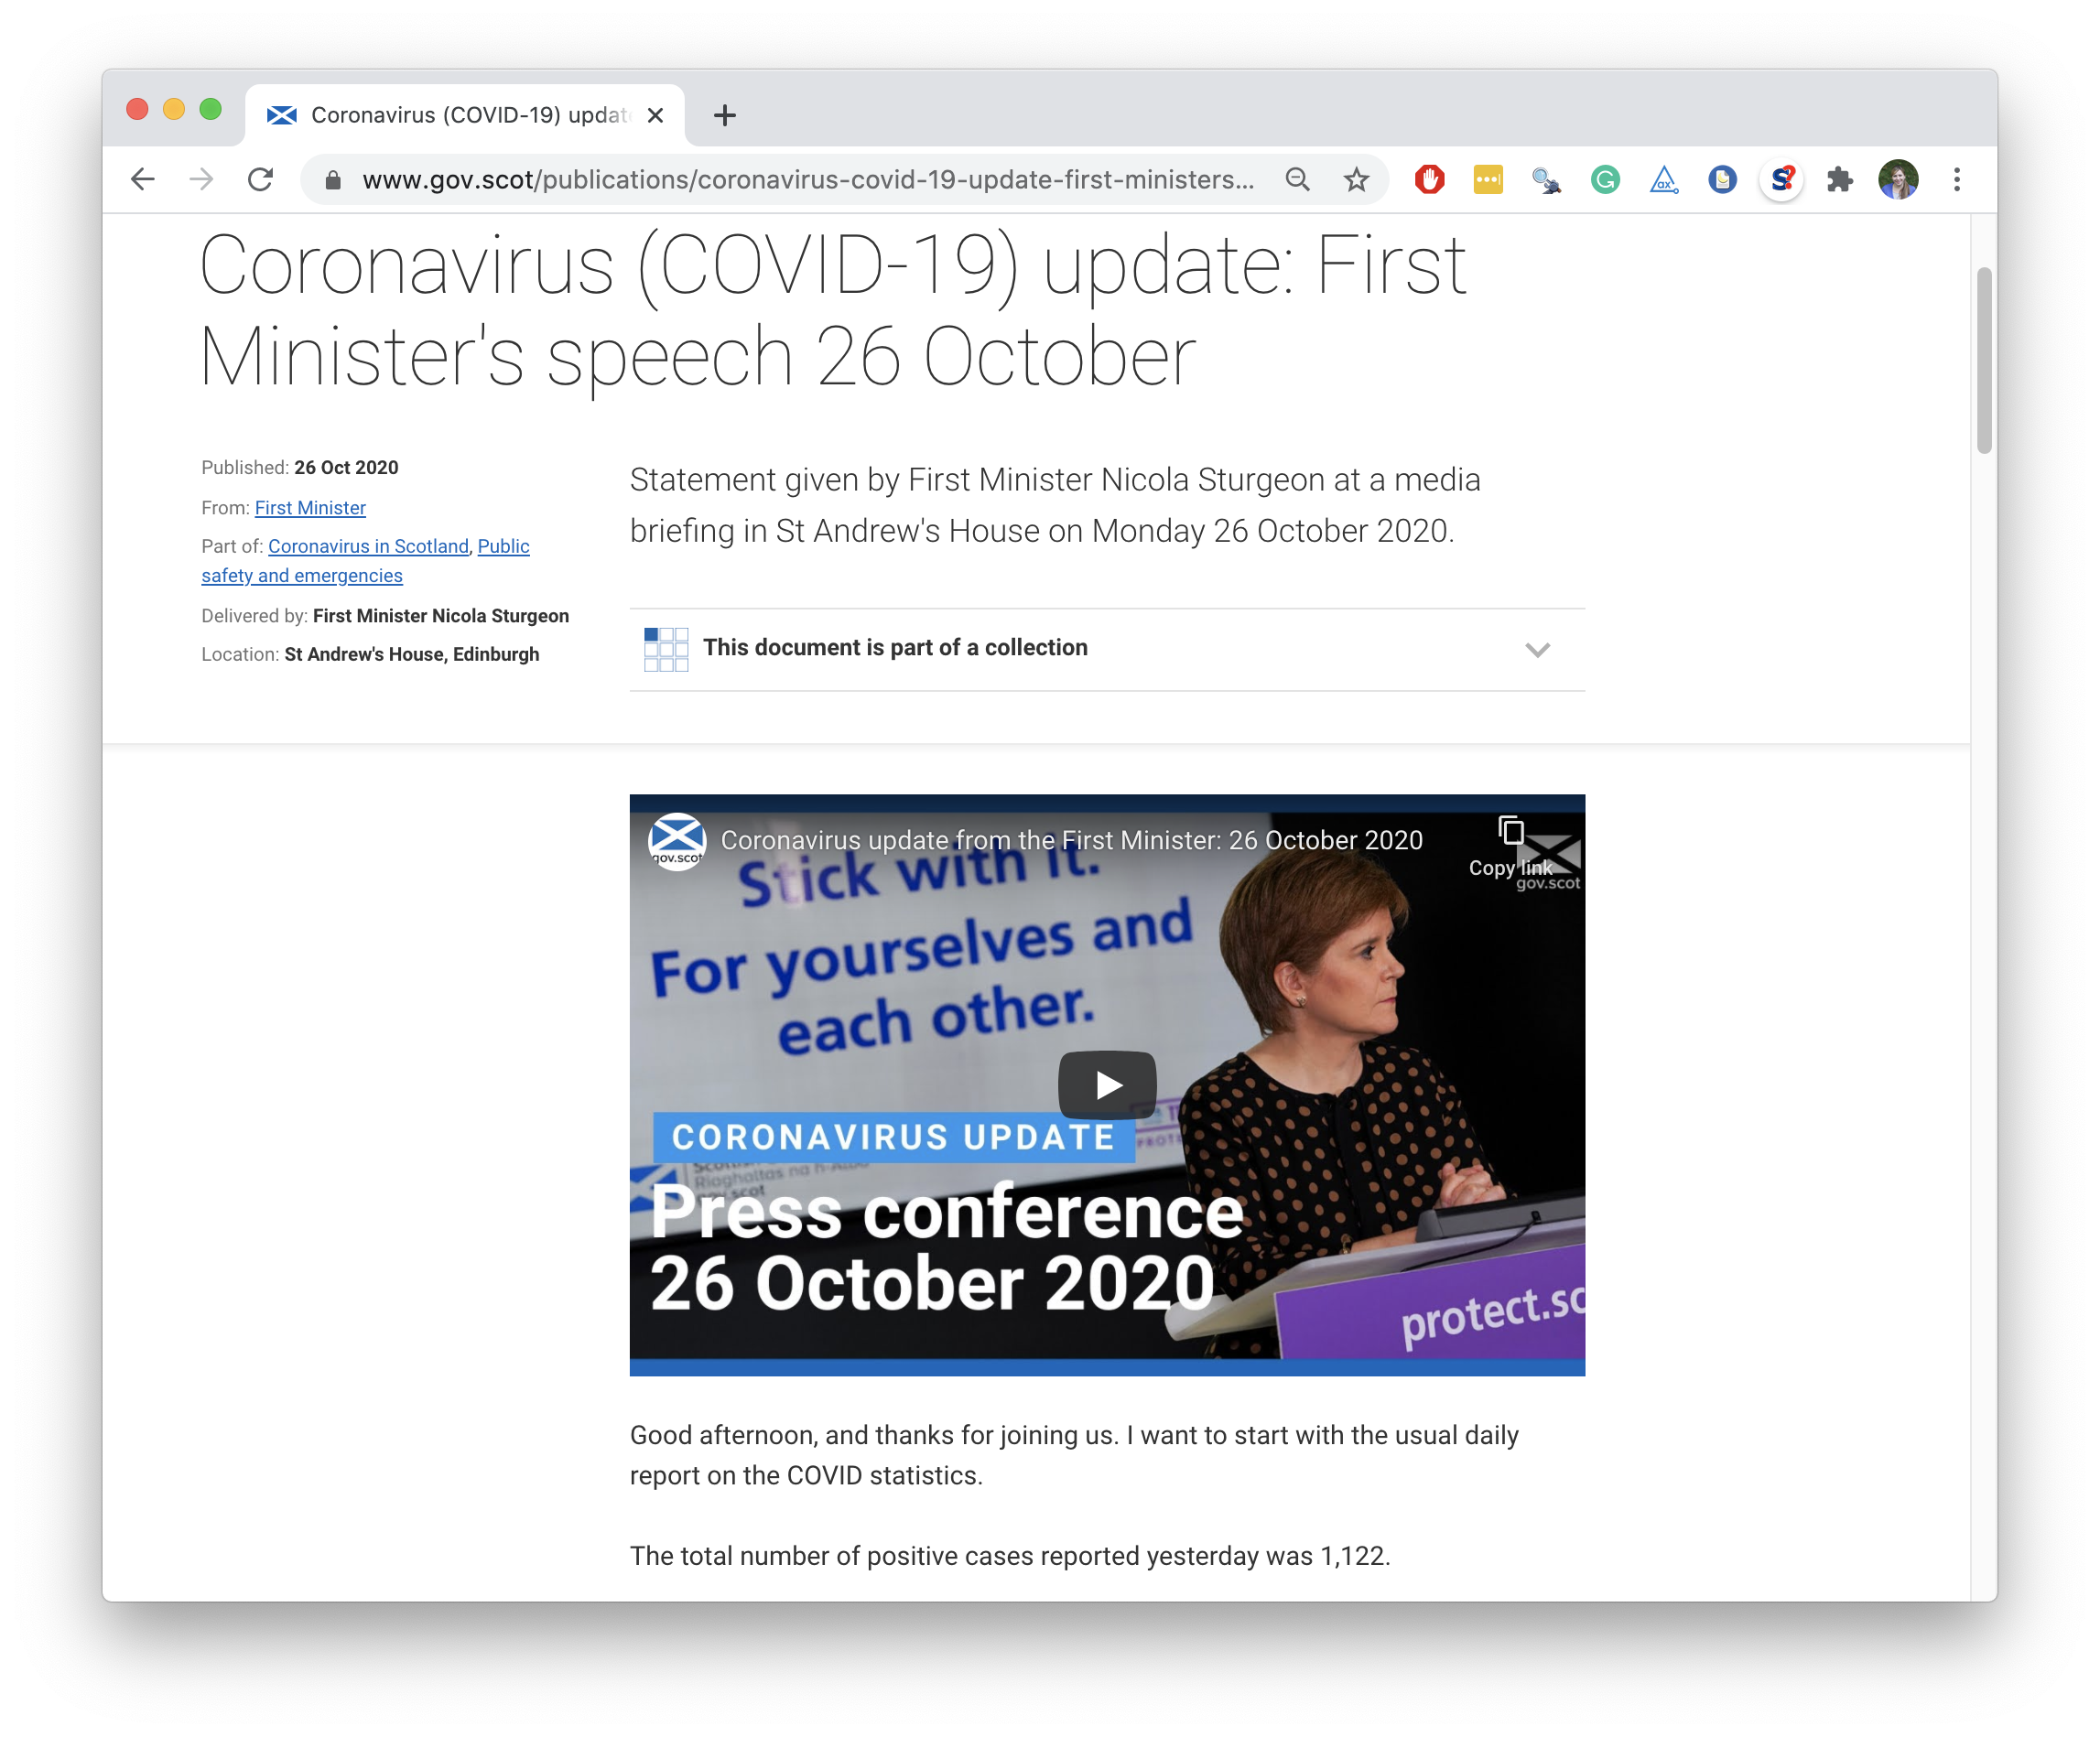 Coronavirus (COVID-19) updat
www.gov.scot/publications/coronavirus-covid-19-update-first-ministers...
Coronavirus (COVID-19) update: First
Minister's speech 26 October
Published: 26 Oct 2020
From: First Minister
Part of: Coronavirus in Scotland, Public
safety and emergencies
Delivered by: First Minister Nicola Sturgeon
Location: St Andrew's House, Edinburgh
Statement given by First Minister Nicola Sturgeon at a media
briefing in St Andrew's House on Monday 26 October 2020.
This document is part of a collection
gov.scot
Coronavirus update from the First Minister: 26 October 2020
Copy link
gov.scot
Stick with it.
For yourselves and
each other.
CORONAVIRUS UPDATE
Riaghaltas na h-Alba
gov.scot
Press conference
26 October 2020
protect.sc
Good afternoon, and thanks for joining us. I want to start with the usual daily
report on the COVID statistics.
The total number of positive cases reported yesterday was 1,122.